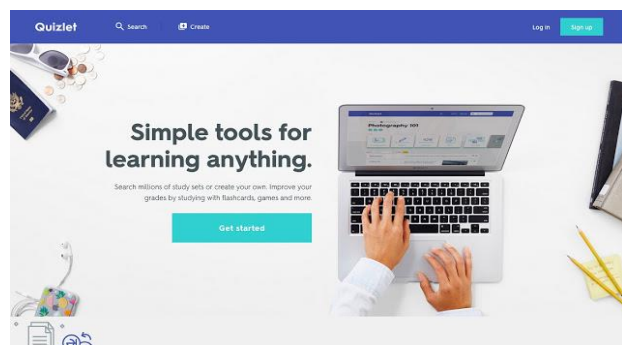 Quizlet
Search
Create
Log in
Sign up
Simple tools for
learning anything.
Search millions of study sets or create your own. Improve your
grades by studying with flashcards, games and more.
Get started
Photography 101